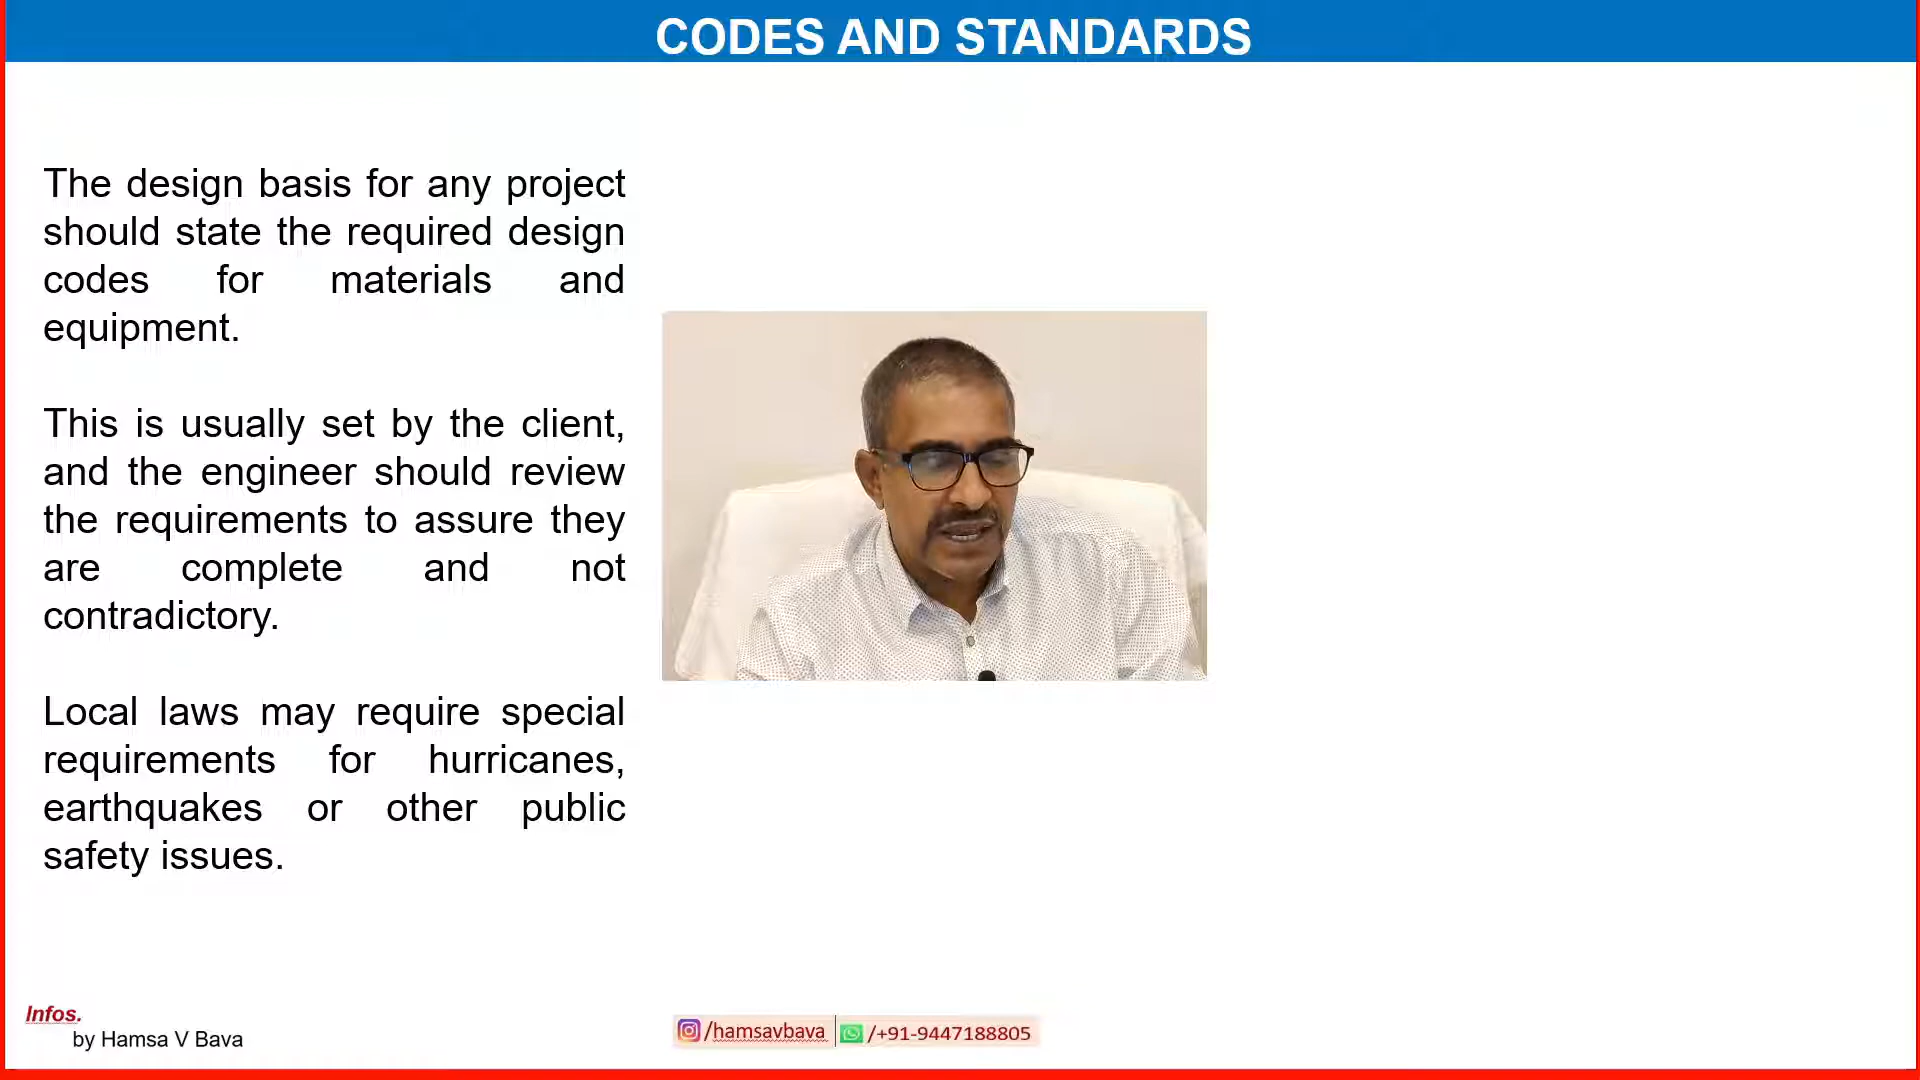 CODES AND STANDARDS
The design basis for any project
should state the required design
codes for materials and
equipment.
This is usually set by the client,
and the engineer should review
the requirements to assure they
are complete and not
contradictory.
Local laws may require special
requirements for hurricanes,
earthquakes or other public
safety issues.
Infos.
by Hamsa V Bava
/hamsavbava /+91-9447188805